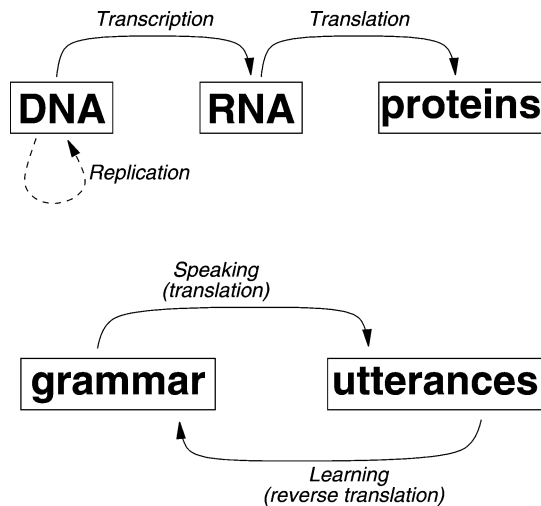 Transcription
Translation
DNA
RNA
proteins
Replication
Speaking
(translation)
grammar
utterances
Learning
(reverse translation)